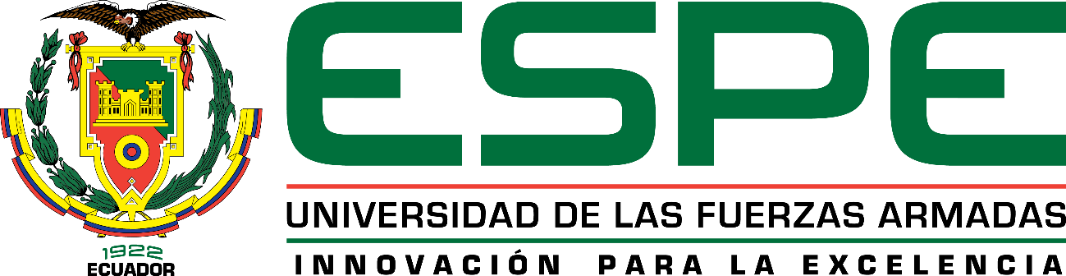 ESPE
UNIVERSIDAD DE LAS FUERZAS ARMADAS
INNOVACIÓN PARA LA EXCELENCIA
1922
ECUADOR